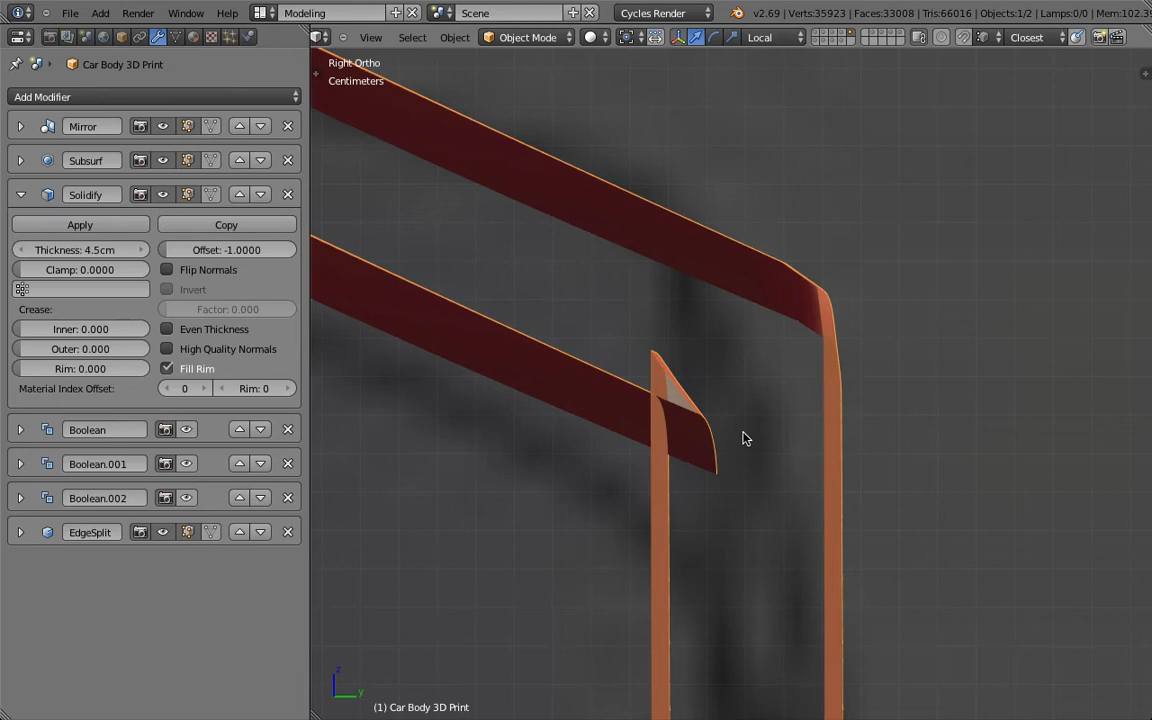 File Render Window Help Modeling Scene Cycles Render v2.69 | Verts:35923 | Faces:33008 | Tris:66016 | Objects:1/2 | Lamps:0/0 | Mem:102.3
View Select Object Object Mode Local Closest
Car Body 3D Print
Add Modifier
Mirror
Subsurf
Solidify
Apply Copy
Thickness: 4.5cm Offset: -1.0000
Clamp: 0.0000 Flip Normals
Invert
Crease: Factor: 0.000
Inner: 0.000 Even Thickness
Outer: 0.000 High Quality Normals
Rim: 0.000 Fill Rim
Material Index Offset: 0 Rim: 0
Boolean
Boolean.001
Boolean.002
EdgeSplit
Right Ortho
Centimeters
z
y
(1) Car Body 3D Print